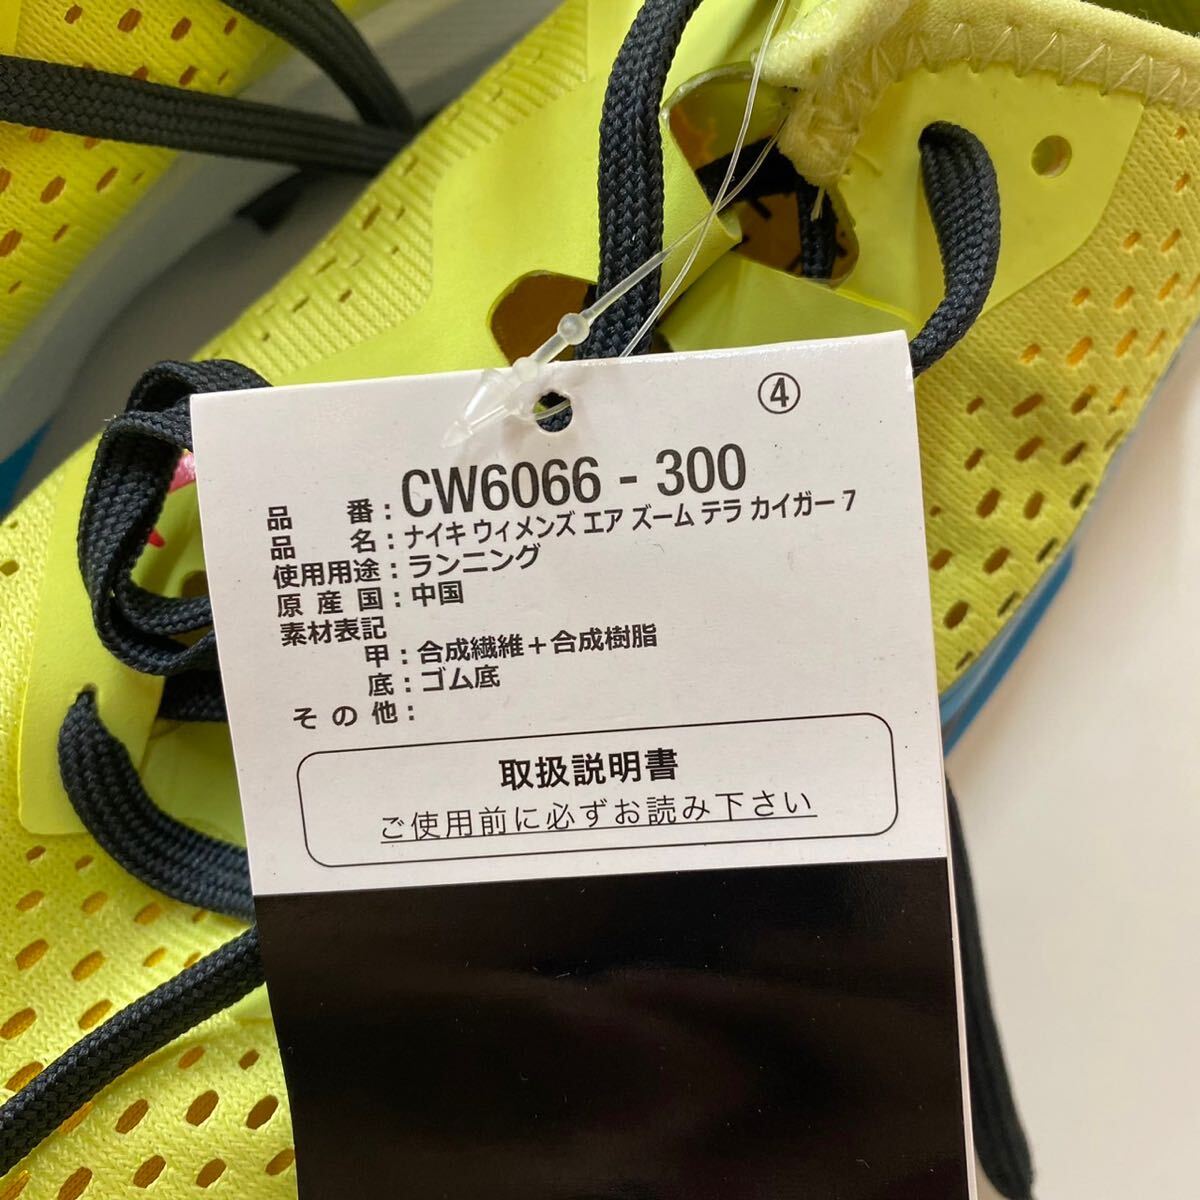 ④
品番:CW6066-300
品名:ナイキ ウィメンズ エア ズーム テラ カイガー 7
使用用途:ランニング
原産国:中国
素材表記
甲:合成繊維+合成樹脂
底:ゴム底
その他:
取扱説明書
ご使用前に必ずお読み下さい